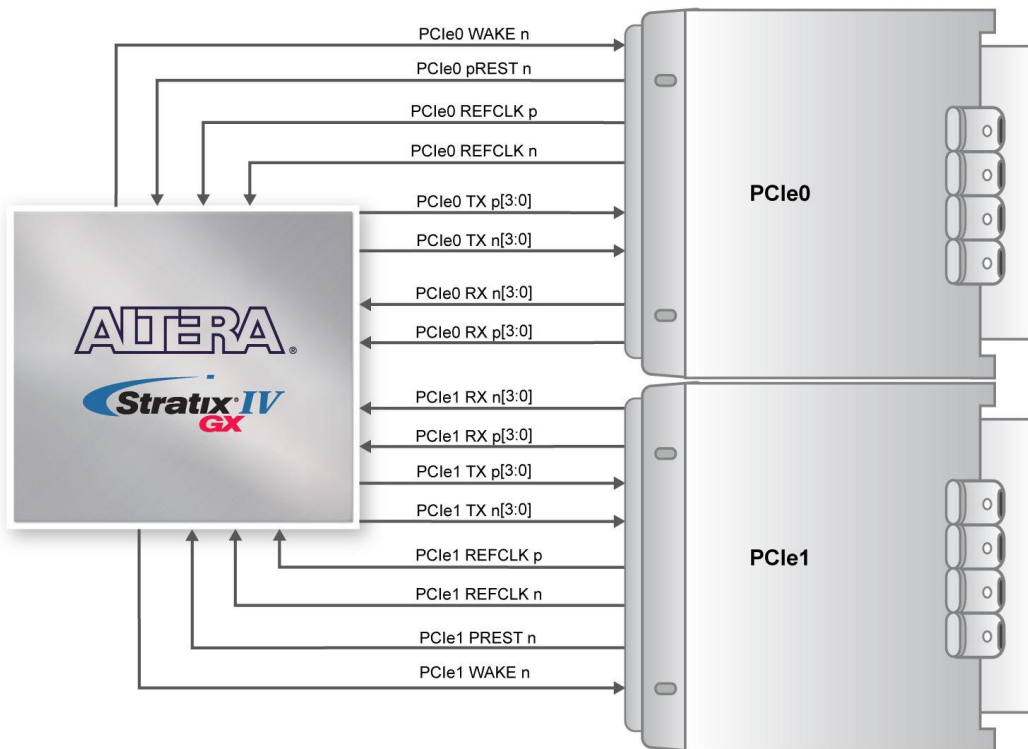 PCIe0 WAKE n
PCIe0 pREST n
PCIe0 REFCLK p
PCIe0 REFCLK n
PCIe0 TX p[3:0]
PCIe0 TX n[3:0]
PCIe0 RX n[3:0]
PCIe0 RX p[3:0]
PCIe0
ALTERA®
Stratix® IV
GX
PCIe1 RX n[3:0]
PCIe1 RX p[3:0]
PCIe1 TX p[3:0]
PCIe1 TX n[3:0]
PCIe1 REFCLK p
PCIe1 REFCLK n
PCIe1 PREST n
PCIe1 WAKE n
PCIe1